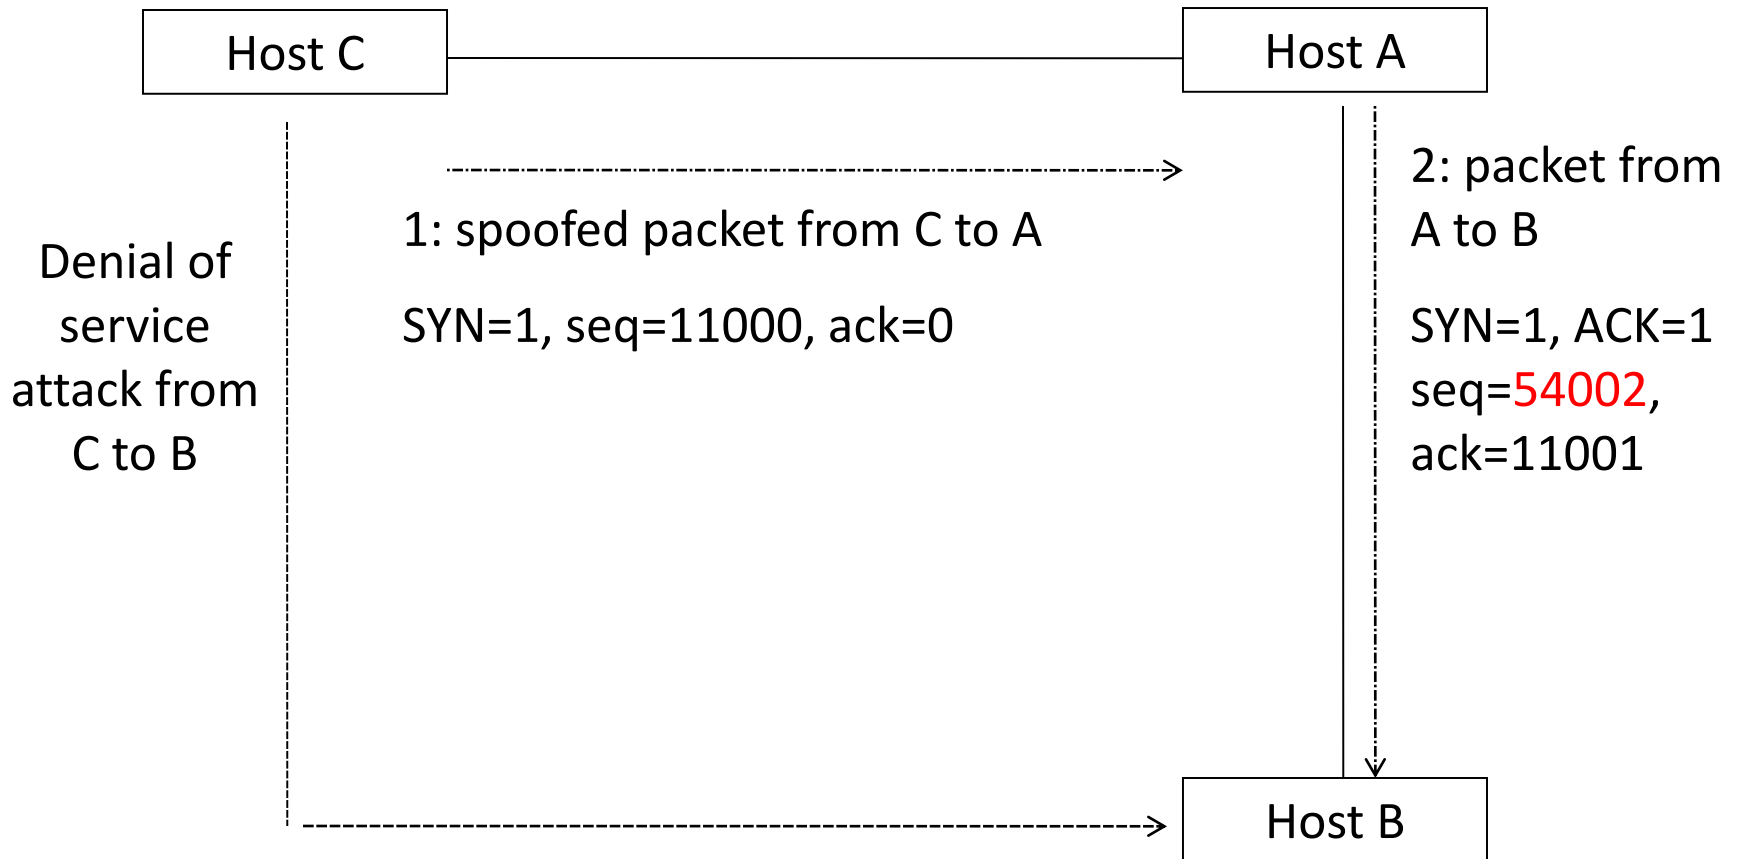 Host C
Host A
1: spoofed packet from C to A
SYN=1, seq=11000, ack=0
2: packet from
A to B
SYN=1, ACK=1
seq=54002,
ack=11001
Denial of
service
attack from
C to B
Host B